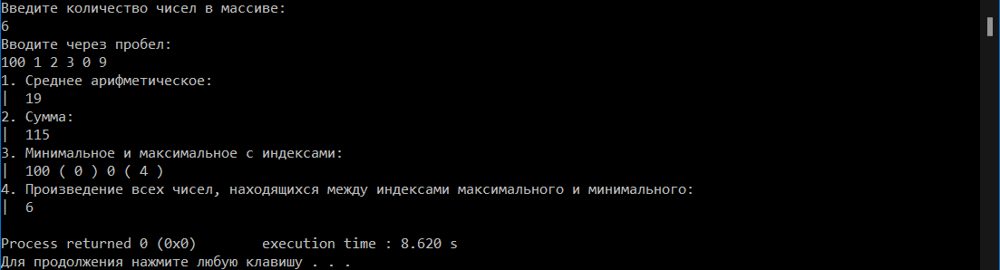 Введите количество чисел в массиве:
6
Вводите через пробел:
100 1 2 3 0 9
1. Среднее арифметическое:
|  19
2. Сумма:
|  115
3. Минимальное и максимальное с индексами:
|  100 ( 0 ) 0 ( 4 )
4. Произведение всех чисел, находящихся между индексами максимального и минимального:
|  6
Process returned 0 (0x0)        execution time : 8.620 s
Для продолжения нажмите любую клавишу . . .